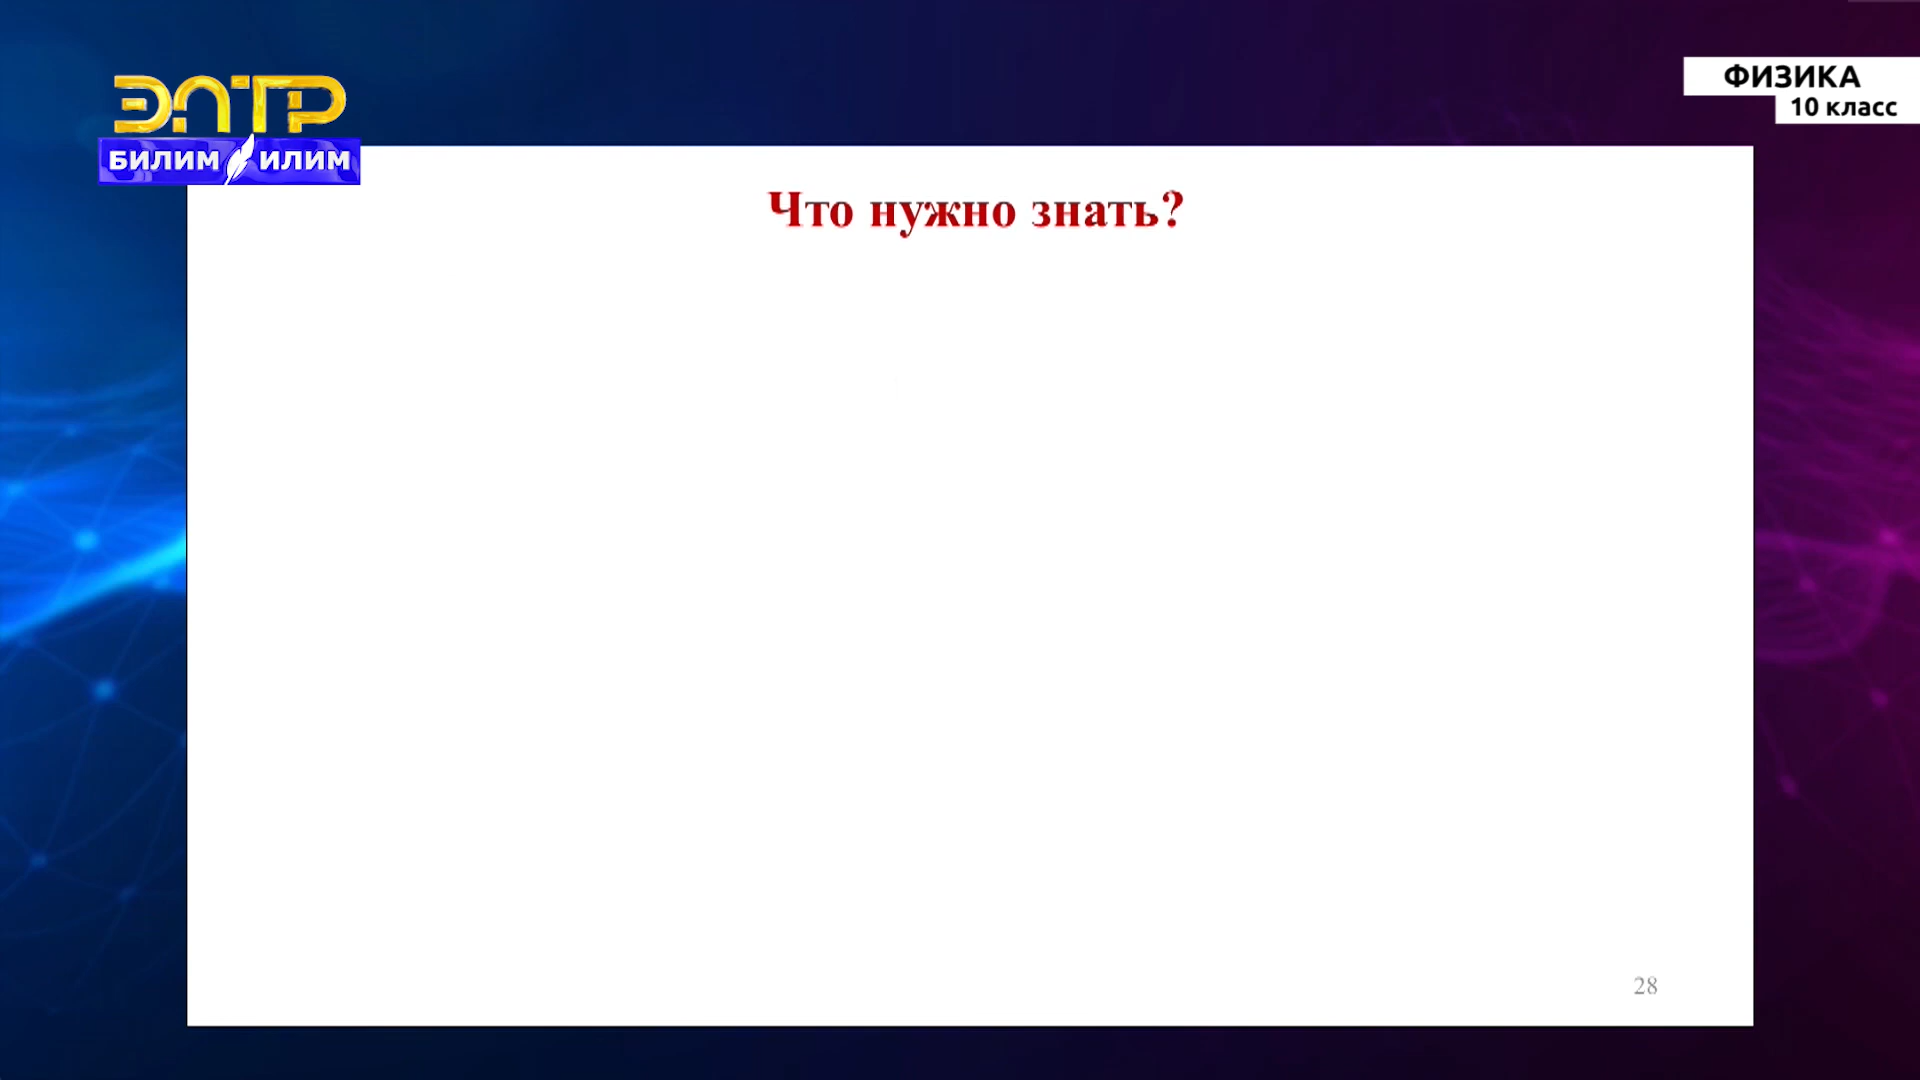 ЭЛТР
БИЛИМ ИЛИМ
ФИЗИКА
10 класс
Что нужно знать?
28